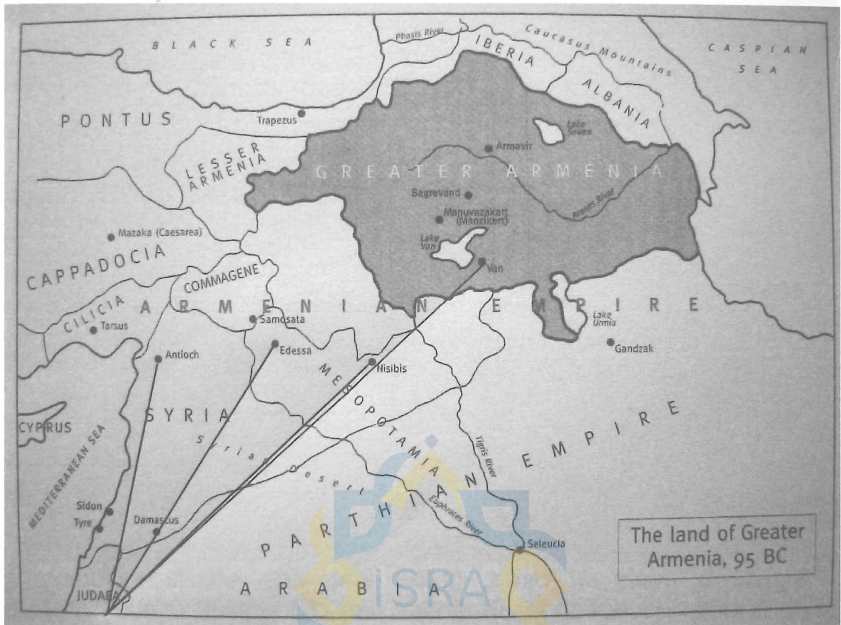 BLACK SEA
Phasis River
Caucasus Mountains
IBERIA
CASPIAN
SEA
ALBANIA
PONTUS
Trapezus
Lake
Sevan
LESSER
ARMENIA
Armavir
GREATER ARMENIA
Bagrevand
Araxes River
Manuvazakart
(Manzikert)
Mazaka (Caesarea)
Lake
Van
Van
CAPPADOCIA
COMMAGENE
CILICIA
ARMENIAN EMPIRE
Tarsus
Samosata
Lake
Urmia
Edessa
Gandzak
Antioch
Nisibis
MESOPOTAMIA
SYRIA
CYPRUS
MEDITERRANEAN SEA
Syrian Desert
Tigris River
PARTHIAN EMPIRE
Euphrates River
Sidon
Tyre
Damascus
Seleucia
The land of Greater
Armenia, 95 BC
JUDAEA
ARABIA
iSRA